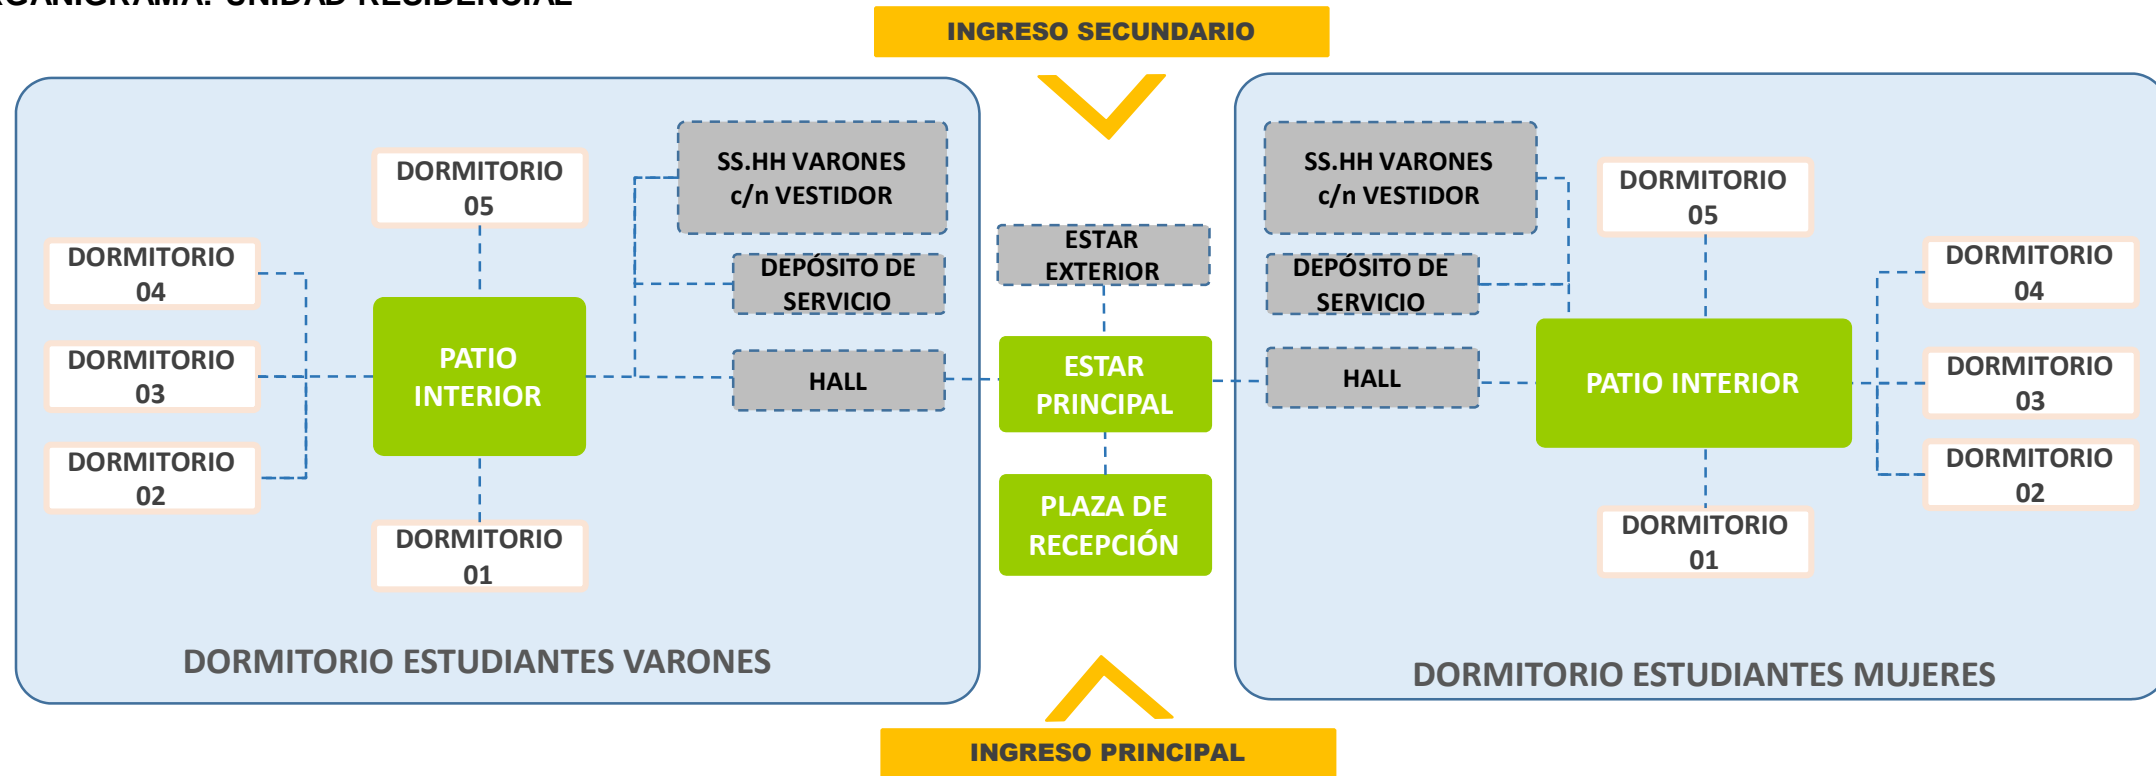 RGANIGRAMA: UNIDAD RESIDENCIAL
INGRESO SECUNDARIO
SS.HH VARONES
c/n VESTIDOR
DORMITORIO
05
DORMITORIO
04
DEPÓSITO DE
SERVICIO
PATIO
INTERIOR
DORMITORIO
03
HALL
DORMITORIO
02
DORMITORIO
01
DORMITORIO ESTUDIANTES VARONES
ESTAR
EXTERIOR
ESTAR
PRINCIPAL
PLAZA DE
RECEPCIÓN
SS.HH VARONES
c/n VESTIDOR
DORMITORIO
05
DEPÓSITO DE
SERVICIO
DORMITORIO
04
HALL
PATIO INTERIOR
DORMITORIO
03
DORMITORIO
02
DORMITORIO
01
DORMITORIO ESTUDIANTES MUJERES
INGRESO PRINCIPAL